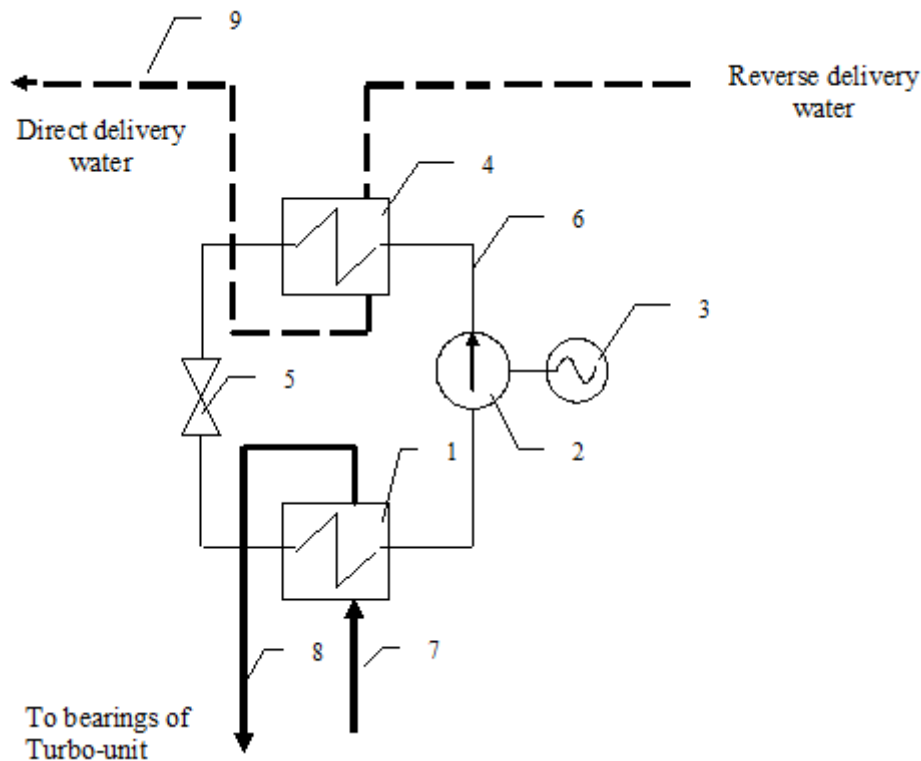 9
Reverse delivery
water
Direct delivery
water
4
6
3
5
2
1
8
7
To bearings of
Turbo-unit